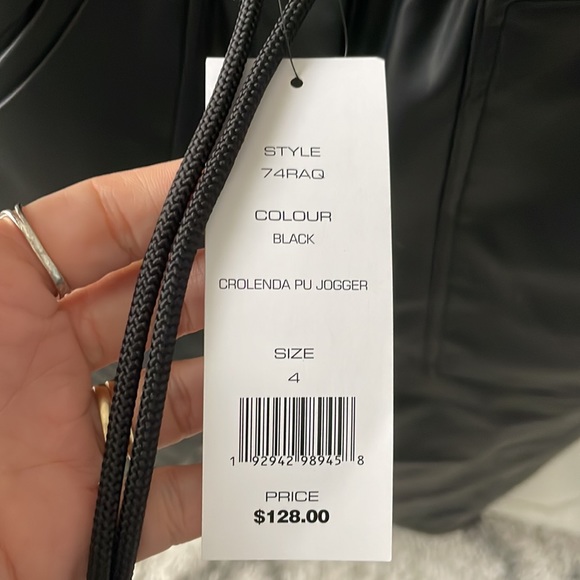 STYLE
74RAQ
COLOUR
BLACK
CROLENDA PU JOGGER
SIZE
4
1 92942 98945 8
PRICE
$128.00